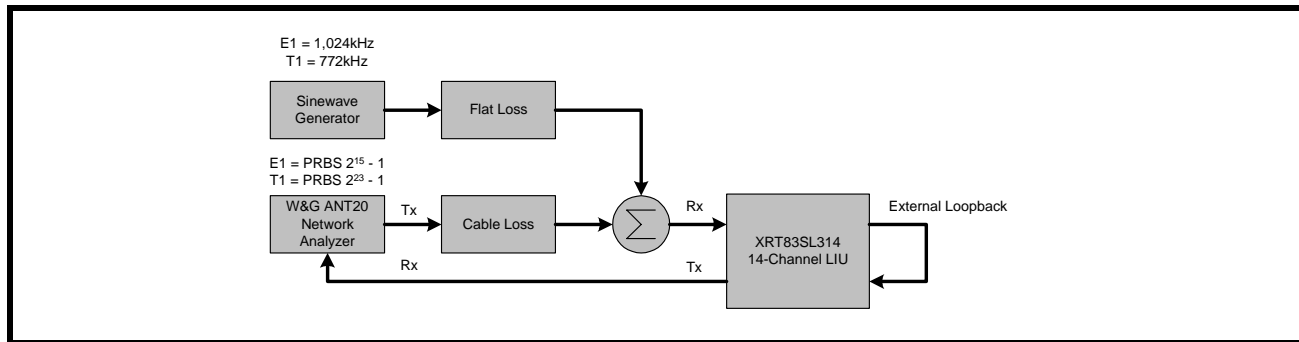 E1 = 1,024kHz
T1 = 772kHz
Sinewave
Generator
Flat Loss
E1 = PRBS 2¹⁵ - 1
T1 = PRBS 2²³ - 1
W&G ANT20
Network
Analyzer
Tx
Cable Loss
Σ
Rx
External Loopback
XRT83SL314
14-Channel LIU
Rx
Tx